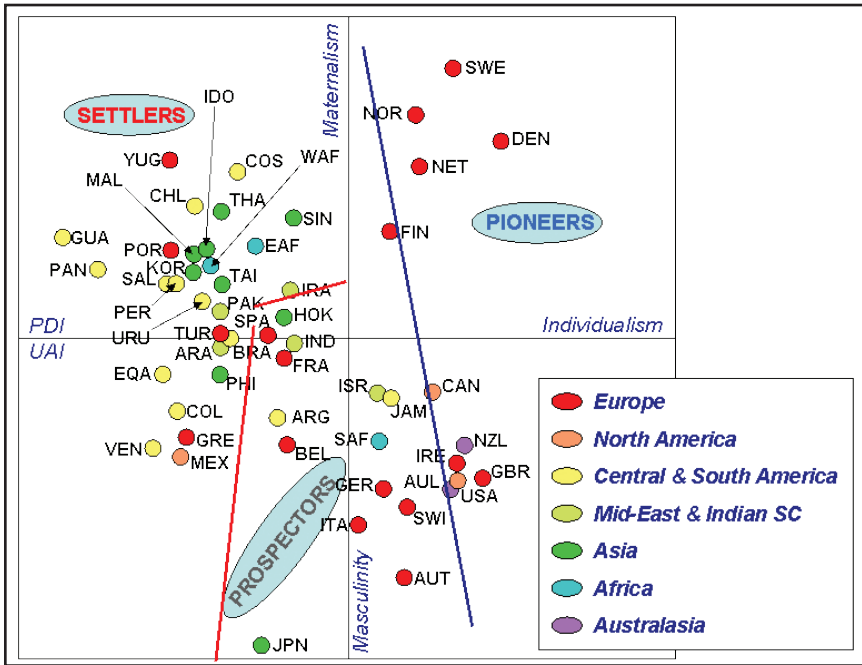 SWE
IDO
Maternalism
SETTLERS
NOR
DEN
YUG
COS
WAF
NET
MAL
CHL
THA
SIN
PIONEERS
GUA
POR
EAF
FIN
PAN
KOR
SAL
TAI
IRA
PER
PAK
HOK
PDI
URU
SPA
Individualism
TUR
IND
UAI
ARA
BRA
FRA
EQA
PHI
ISR
CAN
JAM
COL
ARG
GRE
SAF
NZL
VEN
BEL
IRE
MEX
GBR
GER
AUL
USA
SWI
ITA
PROSPECTORS
AUT
Masculinity
JPN
Europe
North America
Central & South America
Mid-East & Indian SC
Asia
Africa
Australasia